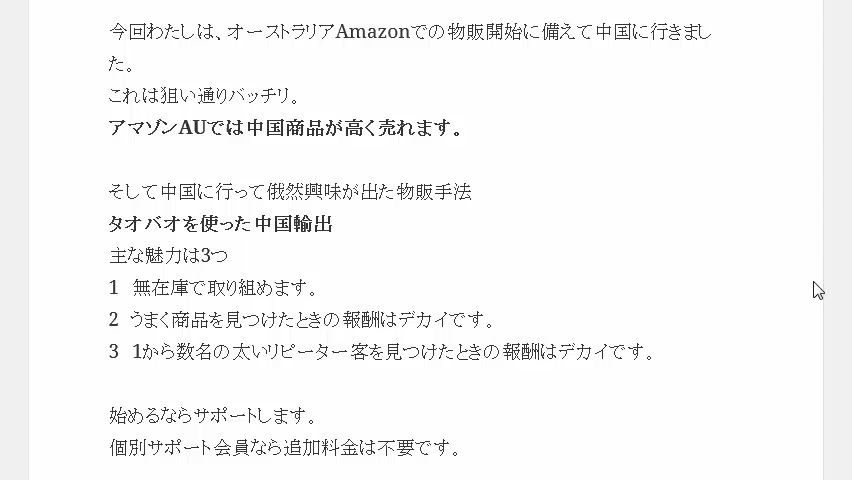 今回わたしは、オーストラリアAmazonでの物販開始に備えて中国に行きまし
た。
これは狙い通りバッチリ。
アマゾンAUでは中国商品が高く売れます。
そして中国に行って俄然興味が出た物販手法
タオバオを使った中国輸出
主な魅力は3つ
1 無在庫で取り組めます。
2 うまく商品を見つけたときの報酬はデカイです。
3 1から数名の太いリピーター客を見つけたときの報酬はデカイです。
始めるならサポートします。
個別サポート会員なら追加料金は不要です。